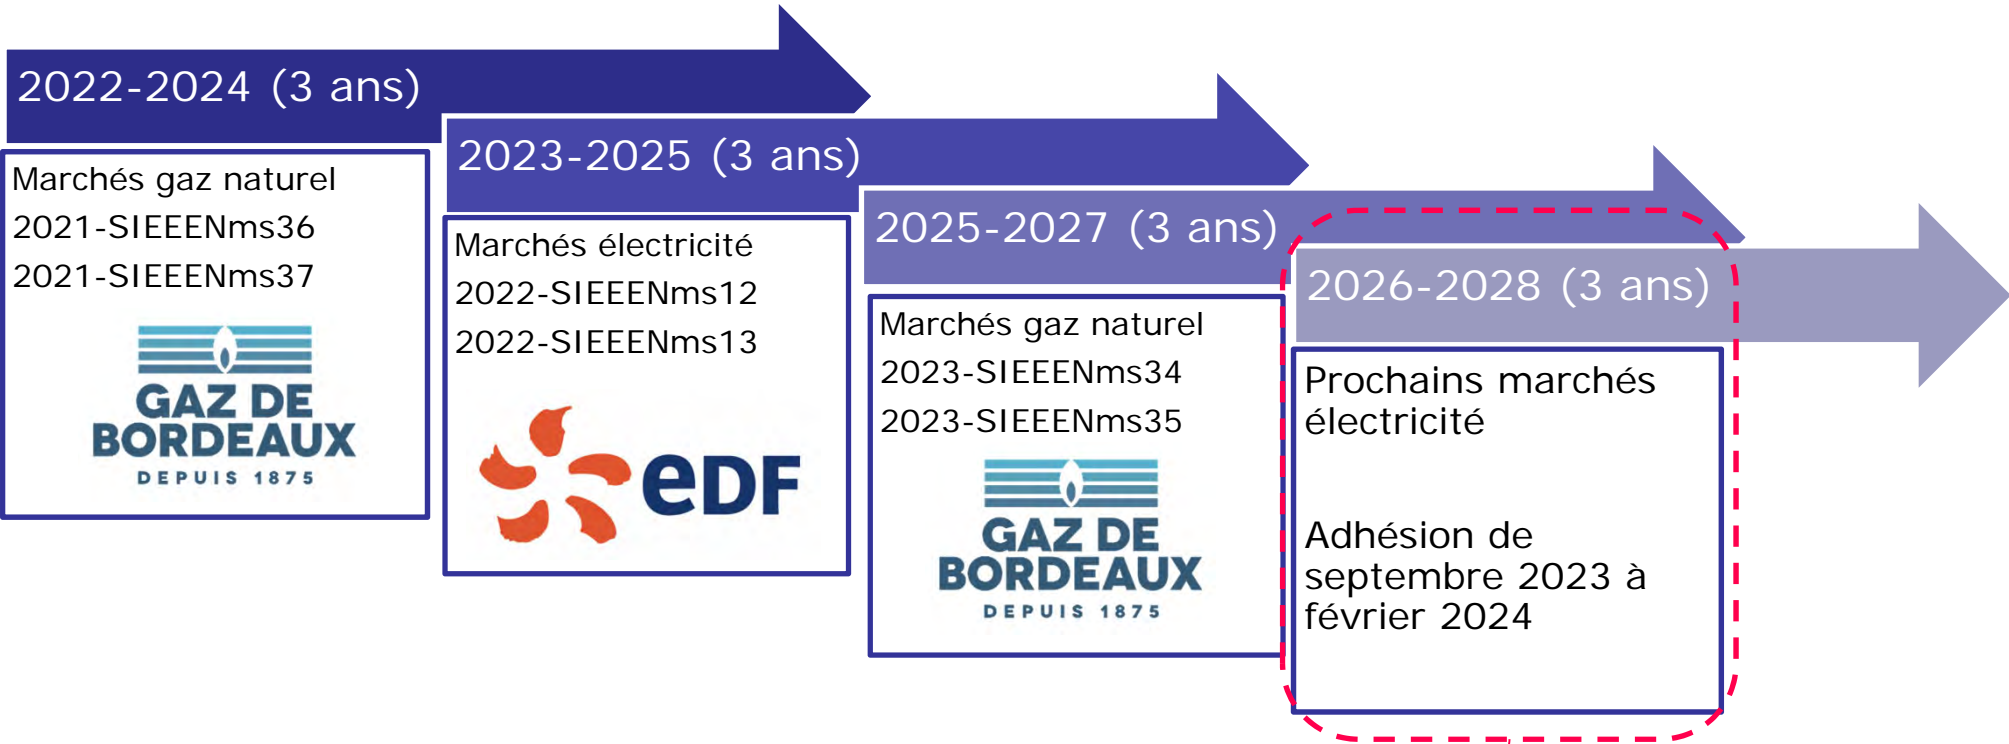 2022-2024 (3 ans)
Marchés gaz naturel
2021-SIEEENms36
2021-SIEEENms37
GAZ DE
BORDEAUX
DEPUIS 1875
2023-2025 (3 ans)
Marchés électricité
2022-SIEEENms12
2022-SIEEENms13
eDF
2025-2027 (3 ans)
Marchés gaz naturel
2023-SIEEENms34
2023-SIEEENms35
GAZ DE
BORDEAUX
DEPUIS 1875
2026-2028 (3 ans)
Prochains marchés
électricité
Adhésion de
septembre 2023 à
février 2024